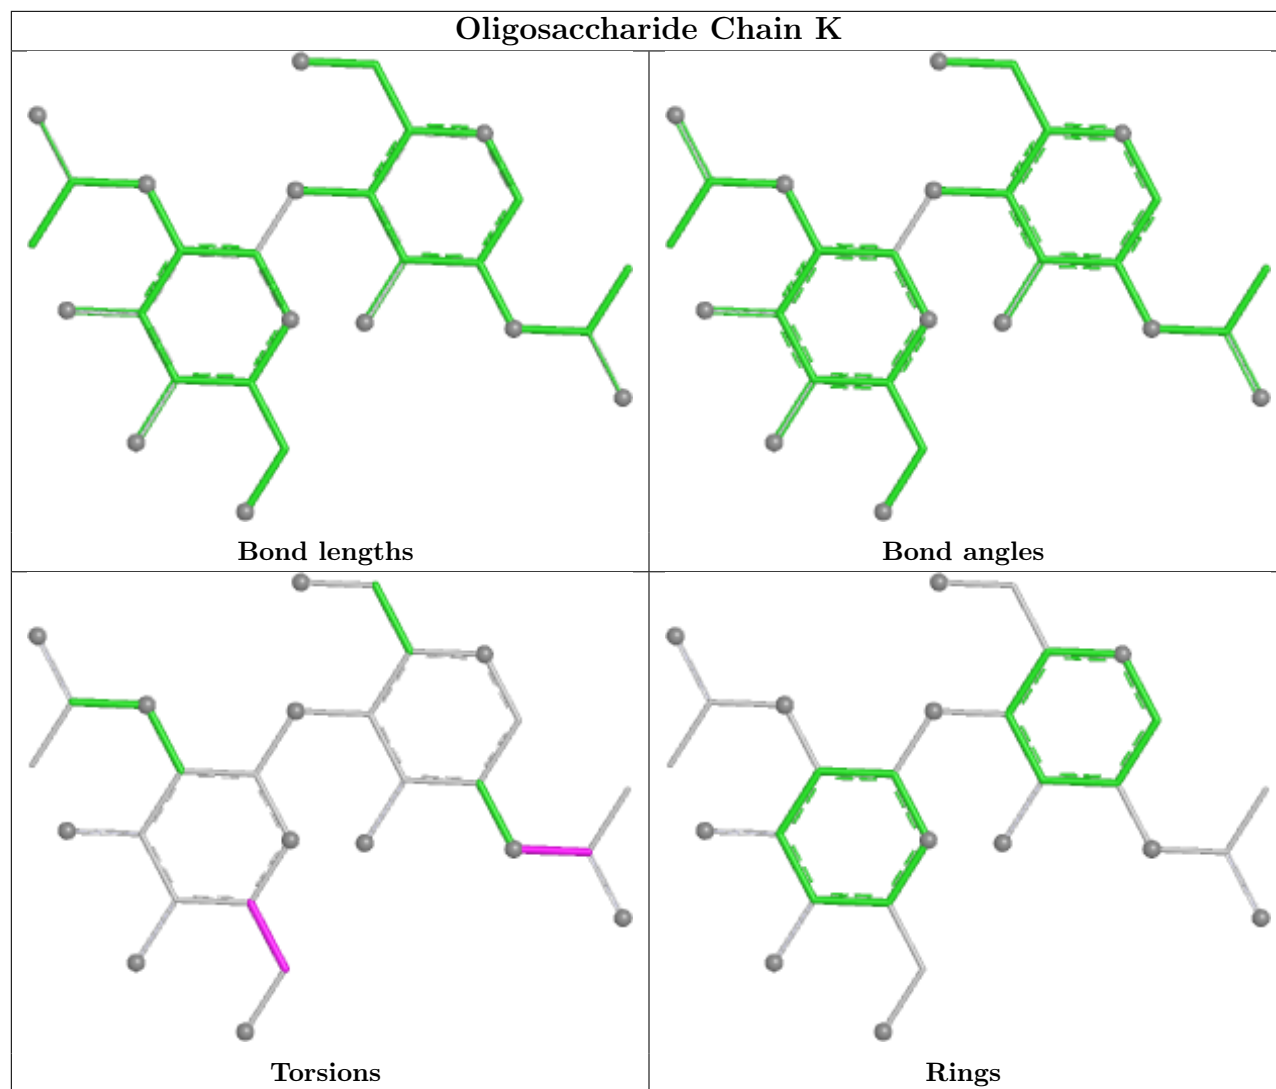 Oligosaccharide Chain K
Bond lengths
Bond angles
Torsions
Rings